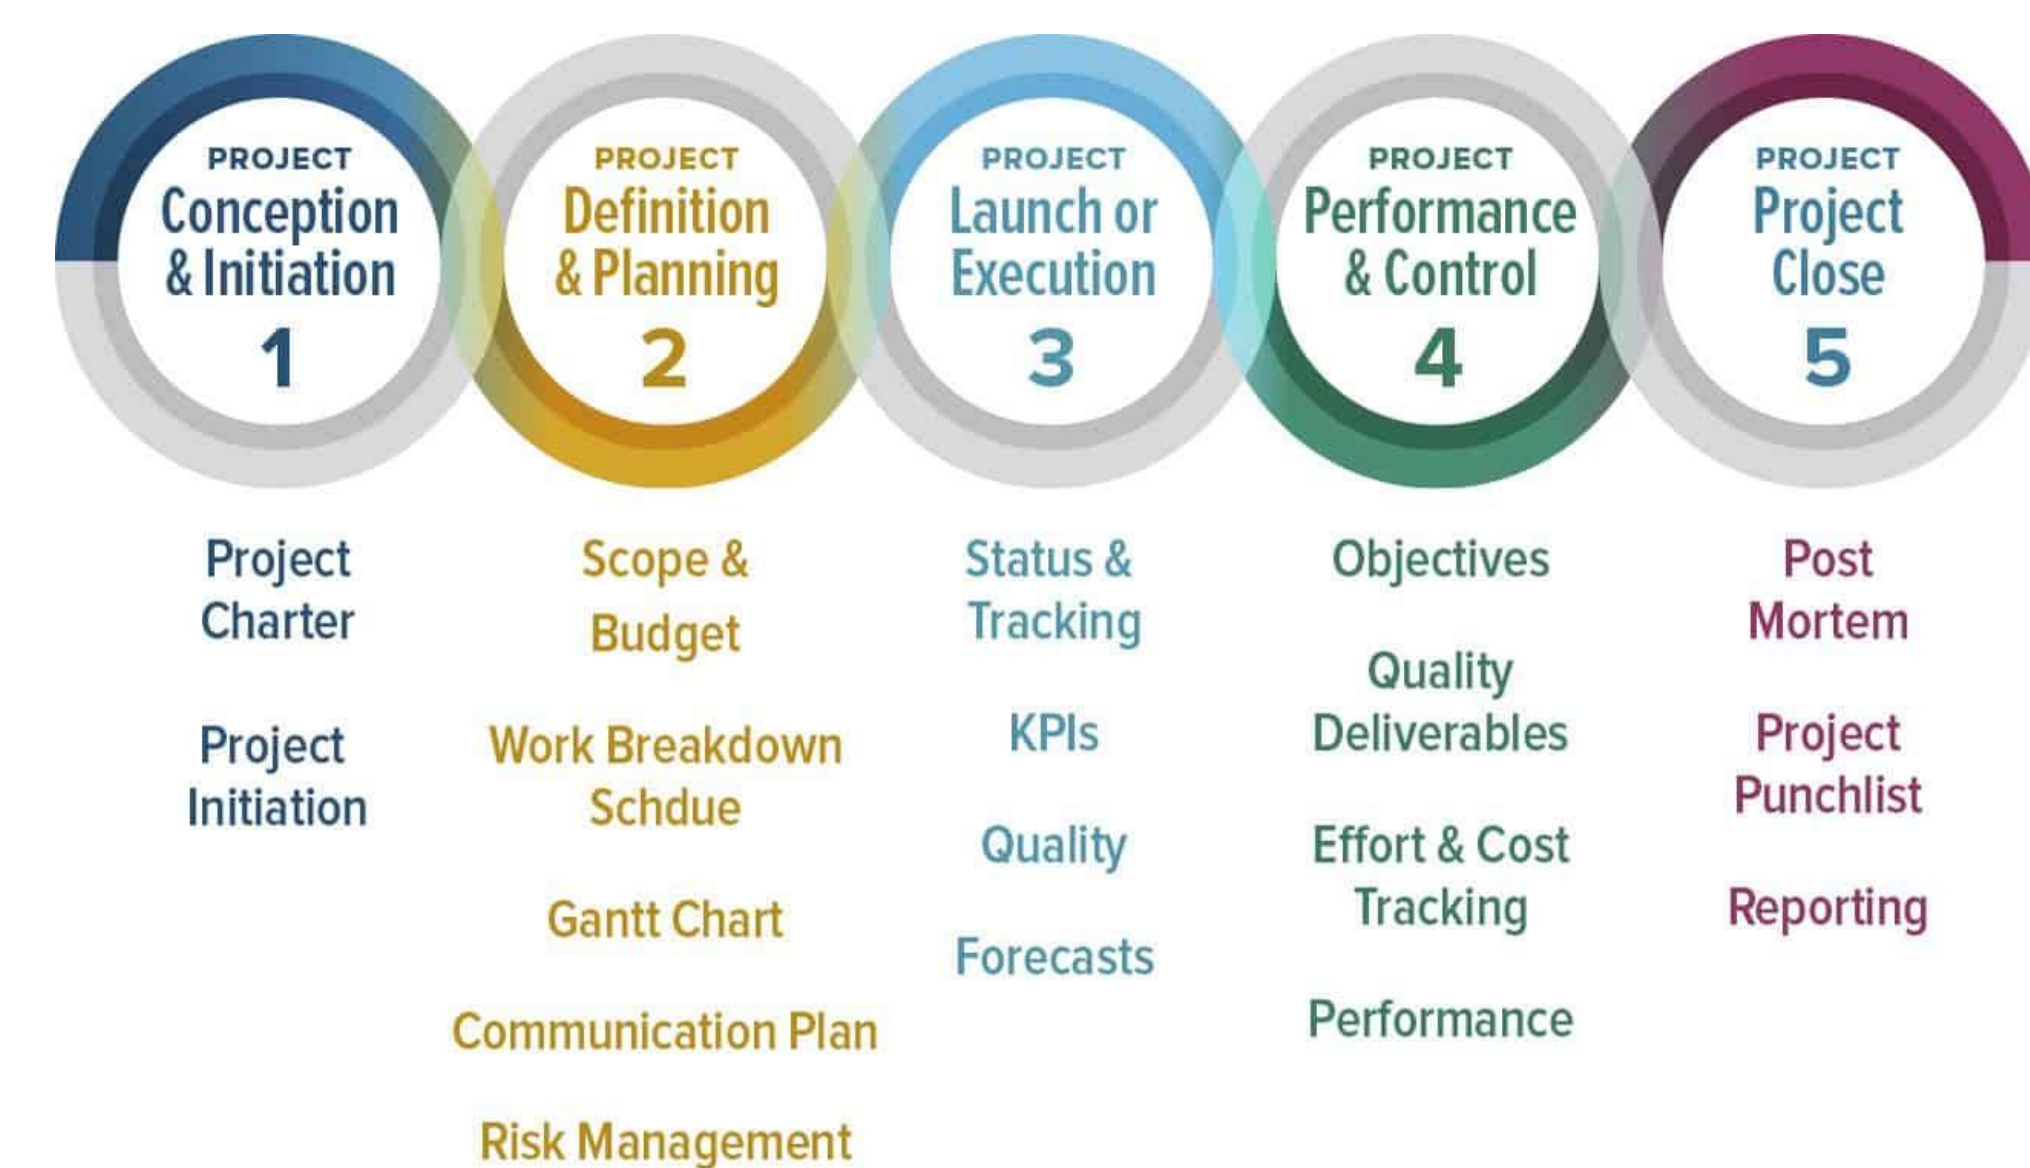 PROJECT
Conception
& Initiation
1
PROJECT
Definition
& Planning
2
PROJECT
Launch or
Execution
3
PROJECT
Performance
& Control
4
PROJECT
Project
Close
5
Project
Charter
Project
Initiation
Scope &
Budget
Work Breakdown
Schdue
Gantt Chart
Communication Plan
Risk Management
Status &
Tracking
KPIs
Quality
Forecasts
Objectives
Quality
Deliverables
Effort & Cost
Tracking
Performance
Post
Mortem
Project
Punchlist
Reporting